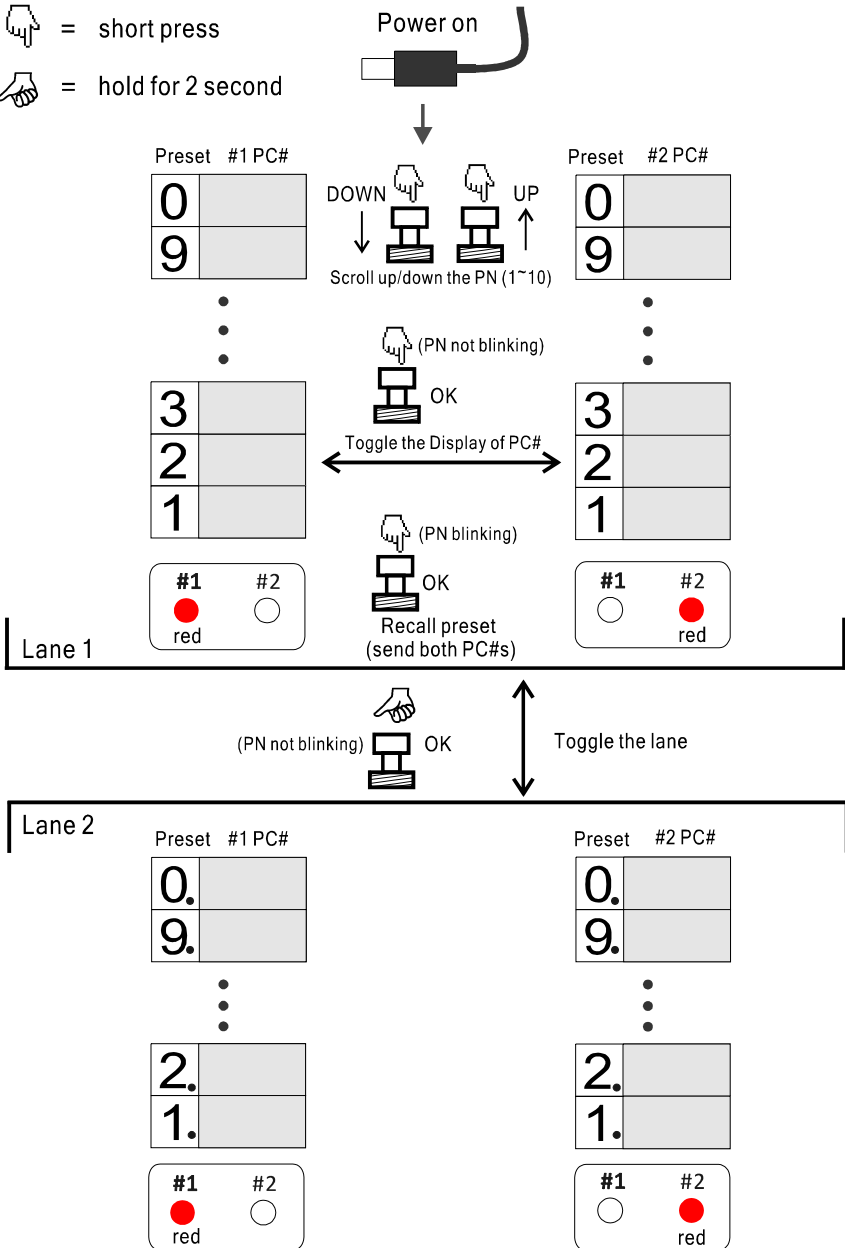 = short press
Power on
= hold for 2 second
Preset #1 PC#
Preset #2 PC#
0
9
DOWN
UP
0
9
Scroll up/down the PN (1~10)
(PN not blinking)
OK
3
2
1
Toggle the Display of PC#
3
2
1
(PN blinking)
OK
Recall preset
(send both PC#s)
#1 #2
red
#1 #2
red
Lane 1
(PN not blinking) OK
Toggle the lane
Lane 2
Preset #1 PC#
Preset #2 PC#
0.
9.
0.
9.
2.
1.
2.
1.
#1 #2
red
#1 #2
red